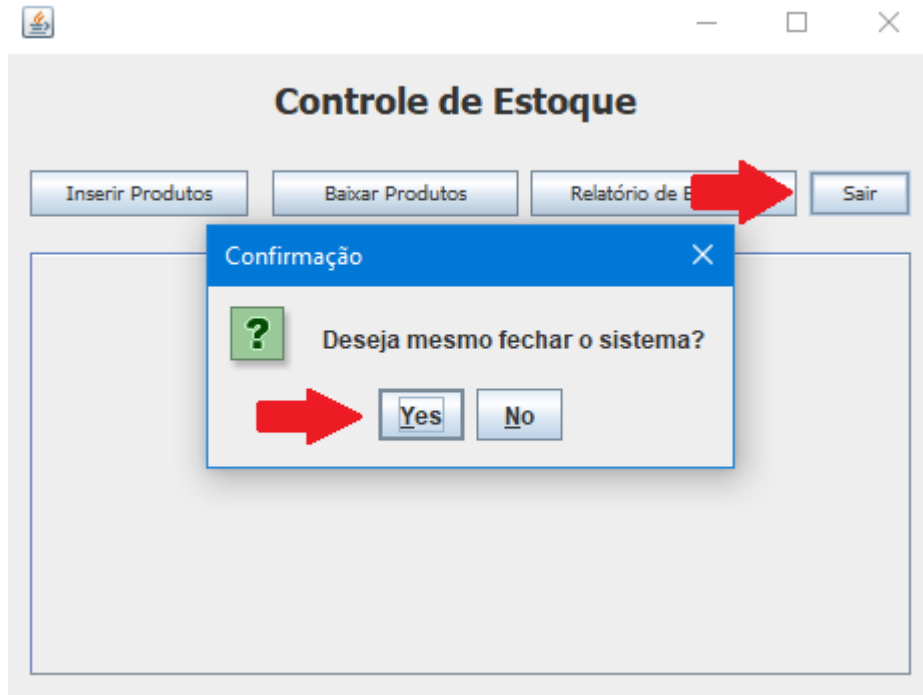 Controle de Estoque
Inserir Produtos
Baixar Produtos
Relatório de
Sair
Confirmação
Deseja mesmo fechar o sistema?
Yes
No